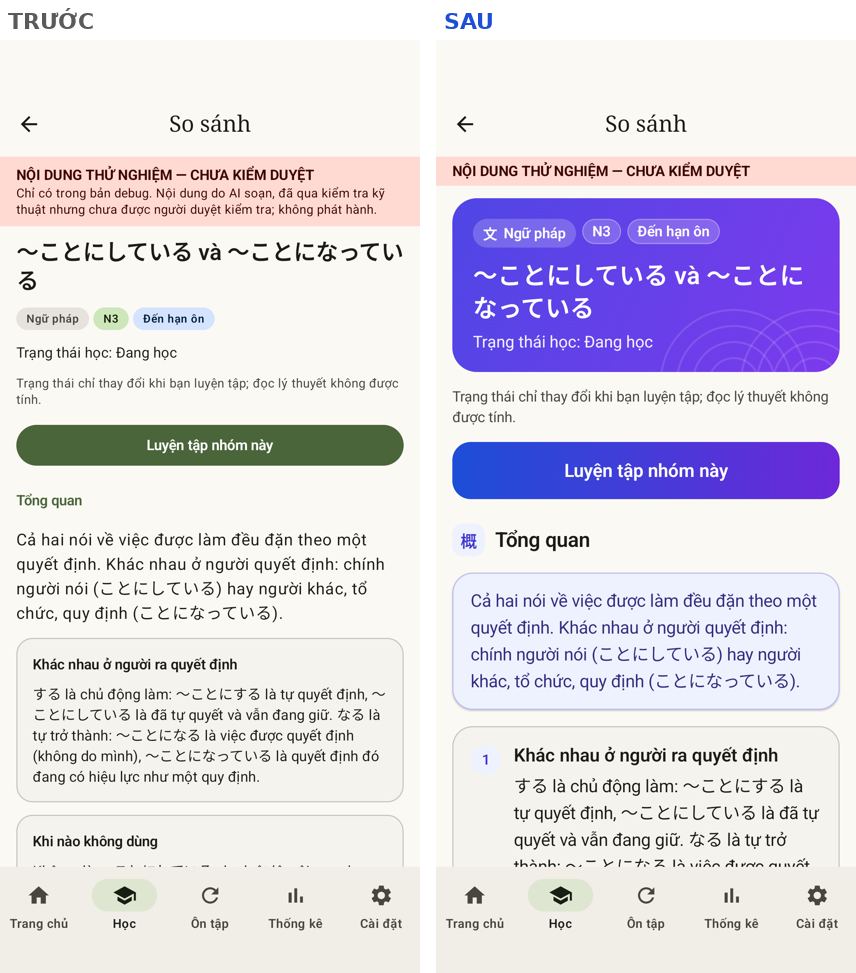 TRƯỚC
So sánh
NỘI DUNG THỬ NGHIỆM — CHƯA KIỂM DUYỆT
Chỉ có trong bản debug. Nội dung do AI soạn, đã qua kiểm tra kỹ
thuật nhưng chưa được người duyệt kiểm tra; không phát hành.
〜ことにしている và 〜ことになってい
る
Ngữ pháp
N3
Đến hạn ôn
Trạng thái học: Đang học
Trạng thái chỉ thay đổi khi bạn luyện tập; đọc lý thuyết không được
tính.
Luyện tập nhóm này
Tổng quan
Cả hai nói về việc được làm đều đặn theo một
quyết định. Khác nhau ở người quyết định: chính
người nói (ことにしている) hay người khác, tổ
chức, quy định (ことになっている).
Khác nhau ở người ra quyết định
する là chủ động làm: 〜ことにする là tự quyết định, 〜
ことにしている là đã tự quyết và vẫn đang giữ. なる là
tự trở thành: 〜ことになる là việc được quyết định
(không do mình), 〜ことになっている là quyết định đó
đang có hiệu lực như một quy định.
Khi nào không dùng
Trang chủ
Học
Ôn tập
Thống kê
Cài đặt
SAU
So sánh
NỘI DUNG THỬ NGHIỆM — CHƯA KIỂM DUYỆT
文 Ngữ pháp
N3
Đến hạn ôn
〜ことにしている và 〜ことに
なっている
Trạng thái học: Đang học
Trạng thái chỉ thay đổi khi bạn luyện tập; đọc lý thuyết không
được tính.
Luyện tập nhóm này
概 Tổng quan
Cả hai nói về việc được làm đều đặn theo một
quyết định. Khác nhau ở người quyết định:
chính người nói (ことにしている) hay người
khác, tổ chức, quy định (ことになっている).
1
Khác nhau ở người ra quyết định
する là chủ động làm: 〜ことにする là
tự quyết định, 〜ことにしている là đã tự
quyết và vẫn đang giữ. なる là tự trở
thành: 〜ことになる là việc được quyết
Trang chủ
Học
Ôn tập
Thống kê
Cài đặt